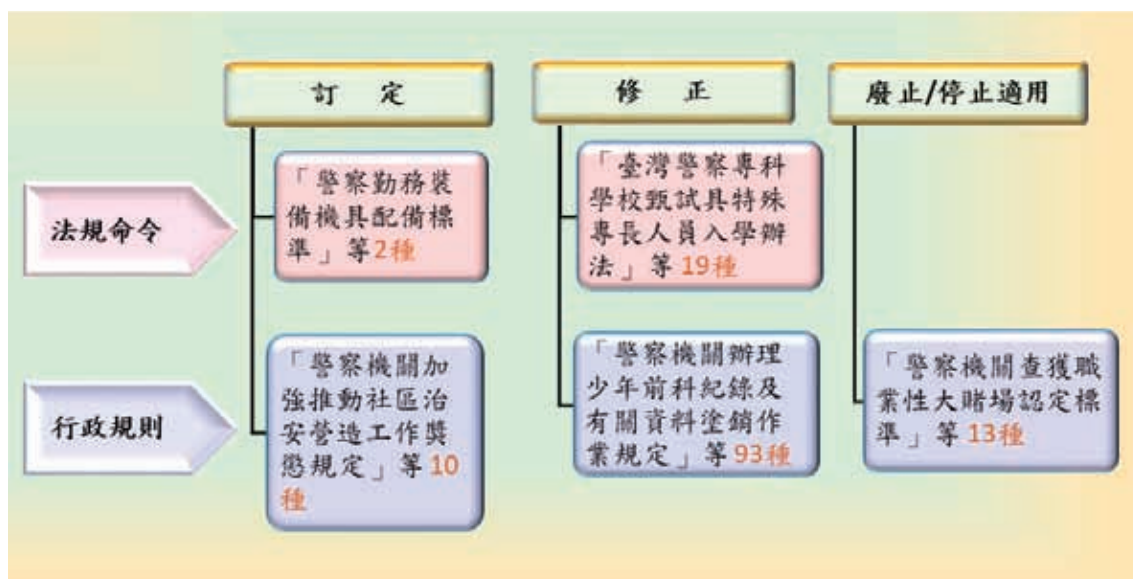 訂 定
修 正
廢止/停止適用
法規命令
「警察勤務裝
備機具配備標
準」等2種
「臺灣警察專科
學校甄試具特殊
專長人員入學辦
法」等 19種
行政規則
「警察機關加
強推動社區治
安營造工作獎
懲規定」等 10
種
「警察機關辦理
少年前科紀錄及
有關資料塗銷作
業規定」等 93種
「警察機關查獲職
業性大賭場認定標
準」等 13種